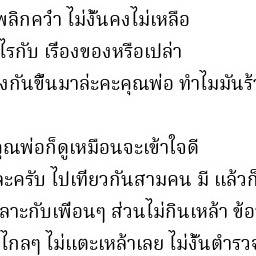 พลิกคว่ำ ไม่งั้นคงไม่เหลือ
ไรกับ เรื่องของหรือเปล่า
งกันขึ้นมาล่ะคะคุณพ่อ ทำไมมันร้
คุณพ่อก็ดูเหมือนจะเข้าใจดี
ละครับ ไปเที่ยวกันสามคน มี แล้วก็
ลาะกับเพื่อนๆ ส่วนไม่กินเหล้า ข้อ
ไกลๆ ไม่แตะเหล้าเลย ไม่งั้นตำรวจ